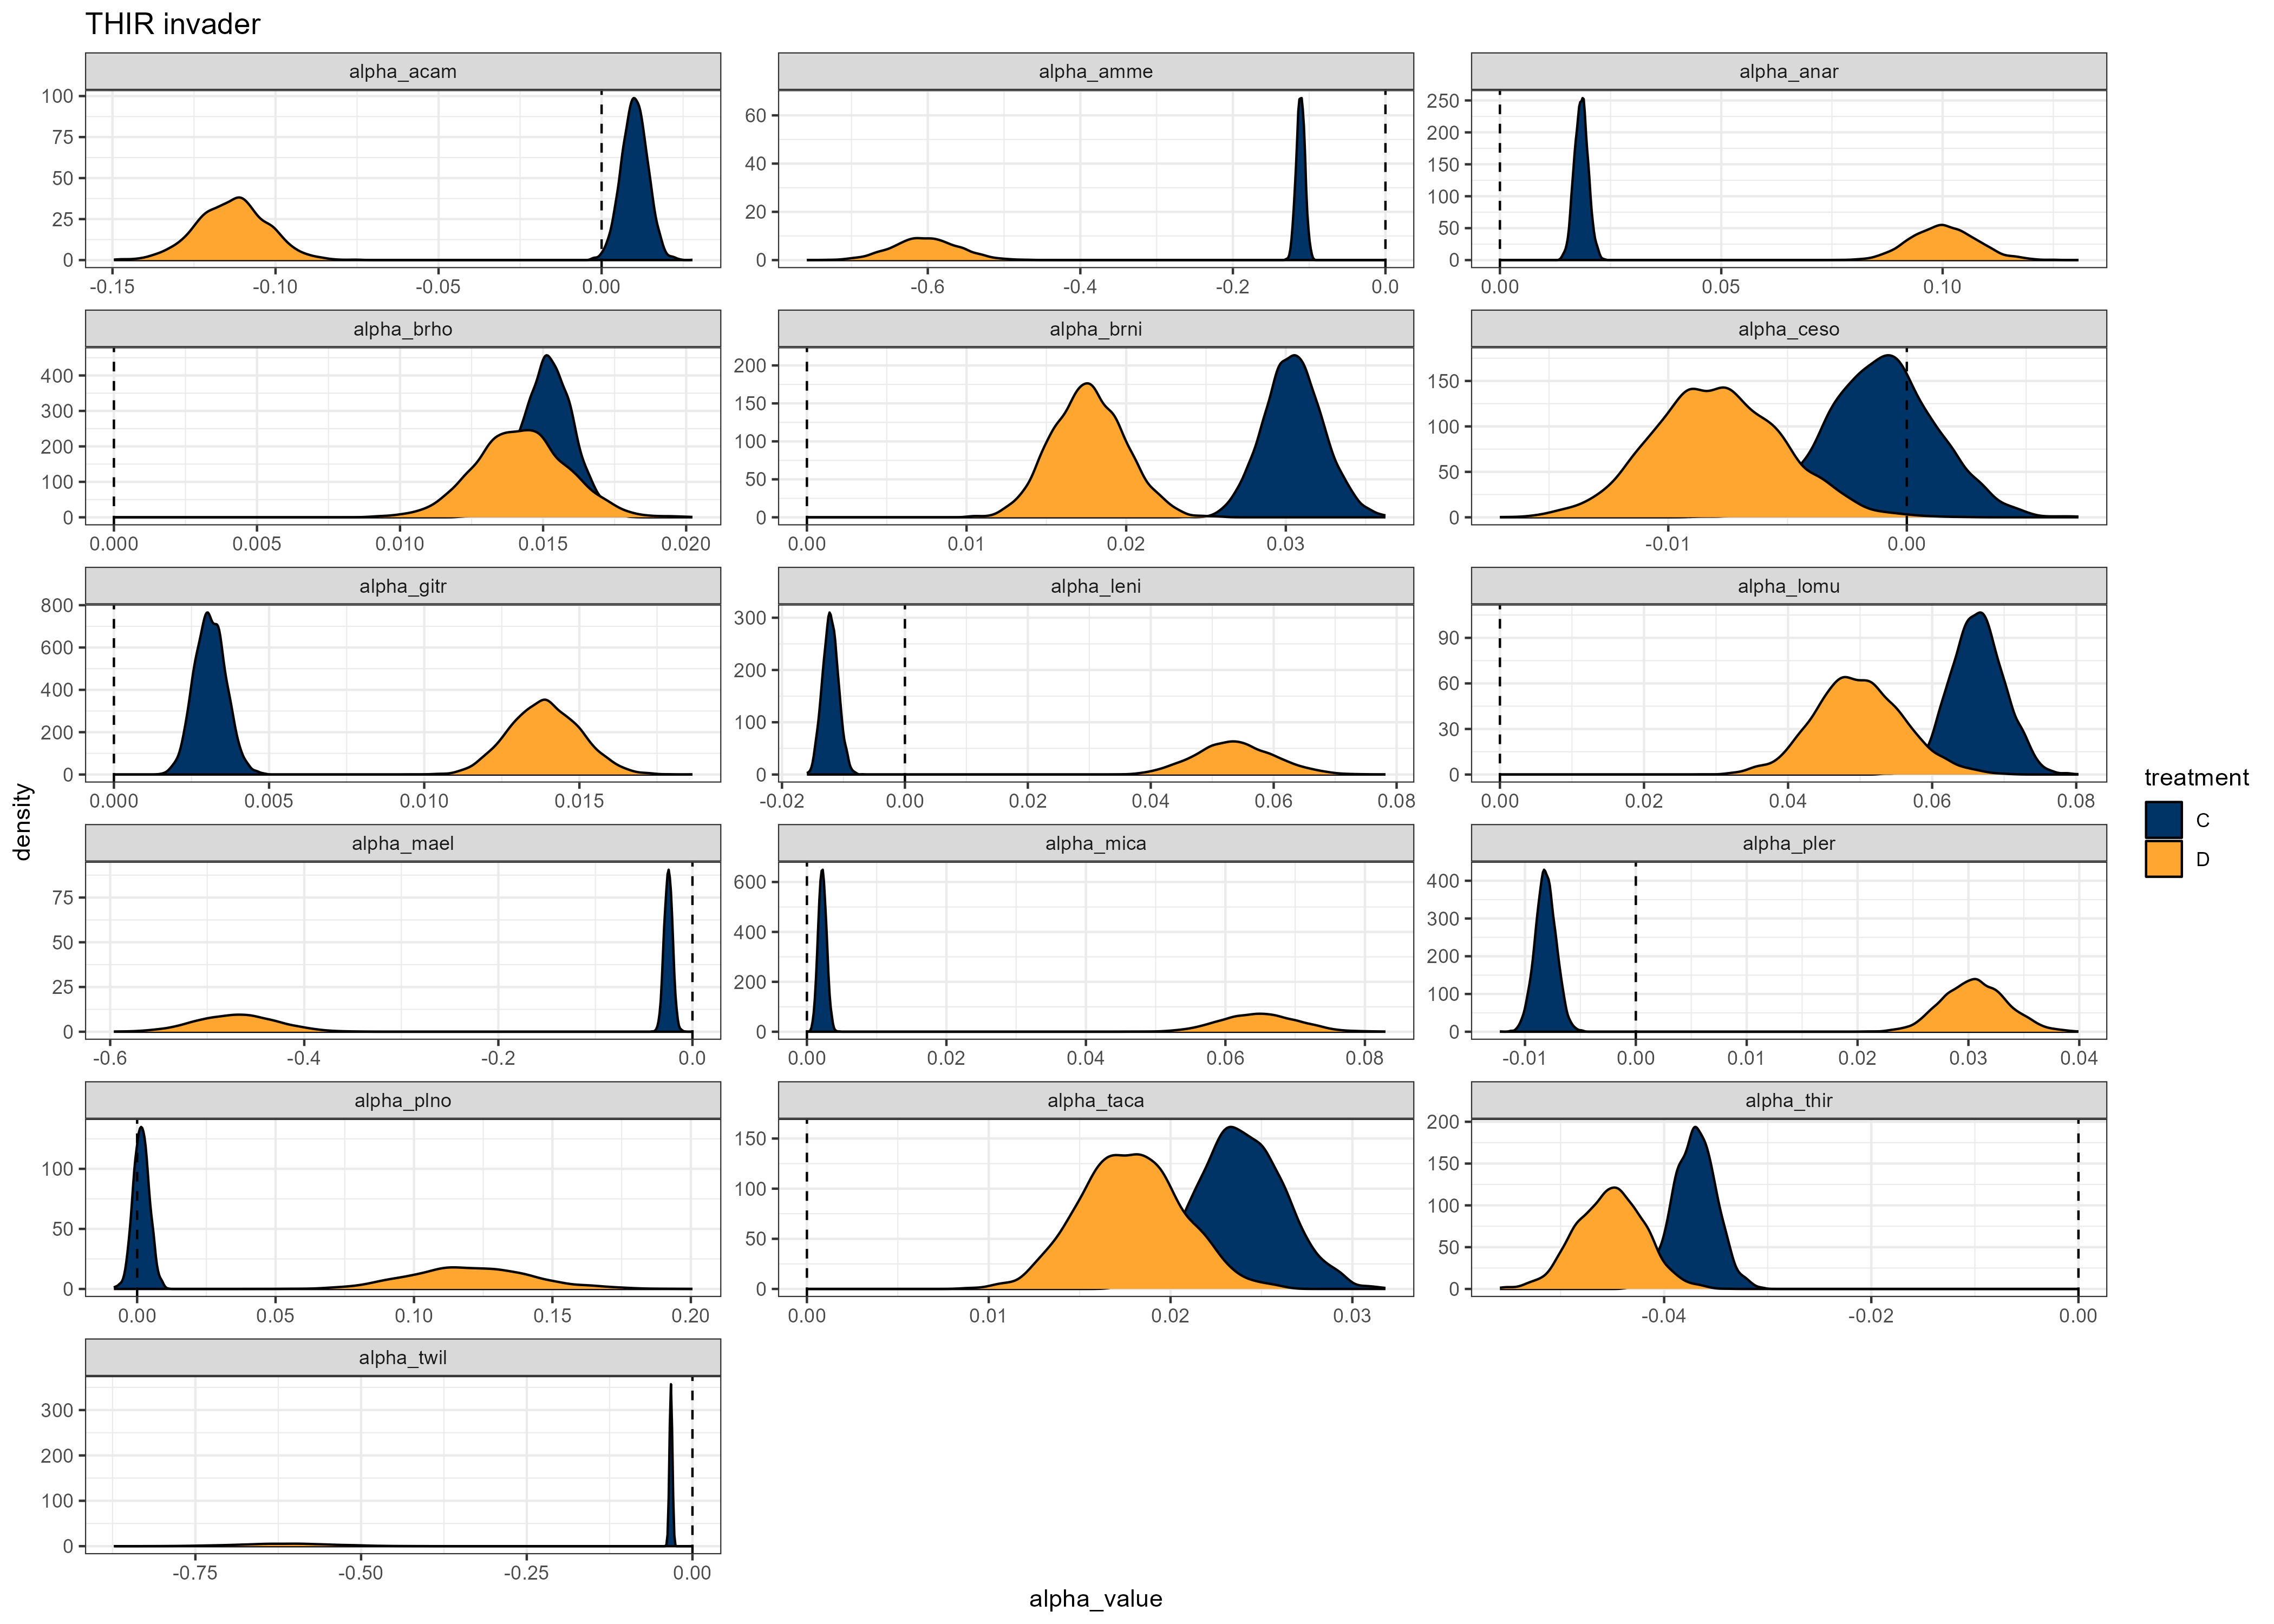 THIR invader
alpha_acam alpha_amme alpha_anar
100 75 50 25 0
-0.15 -0.10 -0.05 0.00
60 40 20 0
-0.6 -0.4 -0.2 0.0
250 200 150 100 50 0
0.00 0.05 0.10
alpha_brho alpha_brni alpha_ceso
400 300 200 100 0
0.000 0.005 0.010 0.015 0.020
200 150 100 50 0
0.00 0.01 0.02 0.03
150 100 50 0
-0.01 0.00
alpha_gitr alpha_leni alpha_lomu
800 600 400 200 0
0.000 0.005 0.010 0.015
300 200 100 0
-0.02 0.00 0.02 0.04 0.06 0.08
90 60 30 0
0.00 0.02 0.04 0.06 0.08
alpha_mael alpha_mica alpha_pler
75 50 25 0
-0.6 -0.4 -0.2 0.0
600 400 200 0
0.00 0.02 0.04 0.06 0.08
400 300 200 100 0
-0.01 0.00 0.01 0.02 0.03 0.04
alpha_plno alpha_taca alpha_thir
100 50 0
0.00 0.05 0.10 0.15 0.20
150 100 50 0
0.00 0.01 0.02 0.03
200 150 100 50 0
-0.04 -0.02 0.00
alpha_twil
300 200 100 0
-0.75 -0.50 -0.25 0.00
density
alpha_value
treatment
C
D